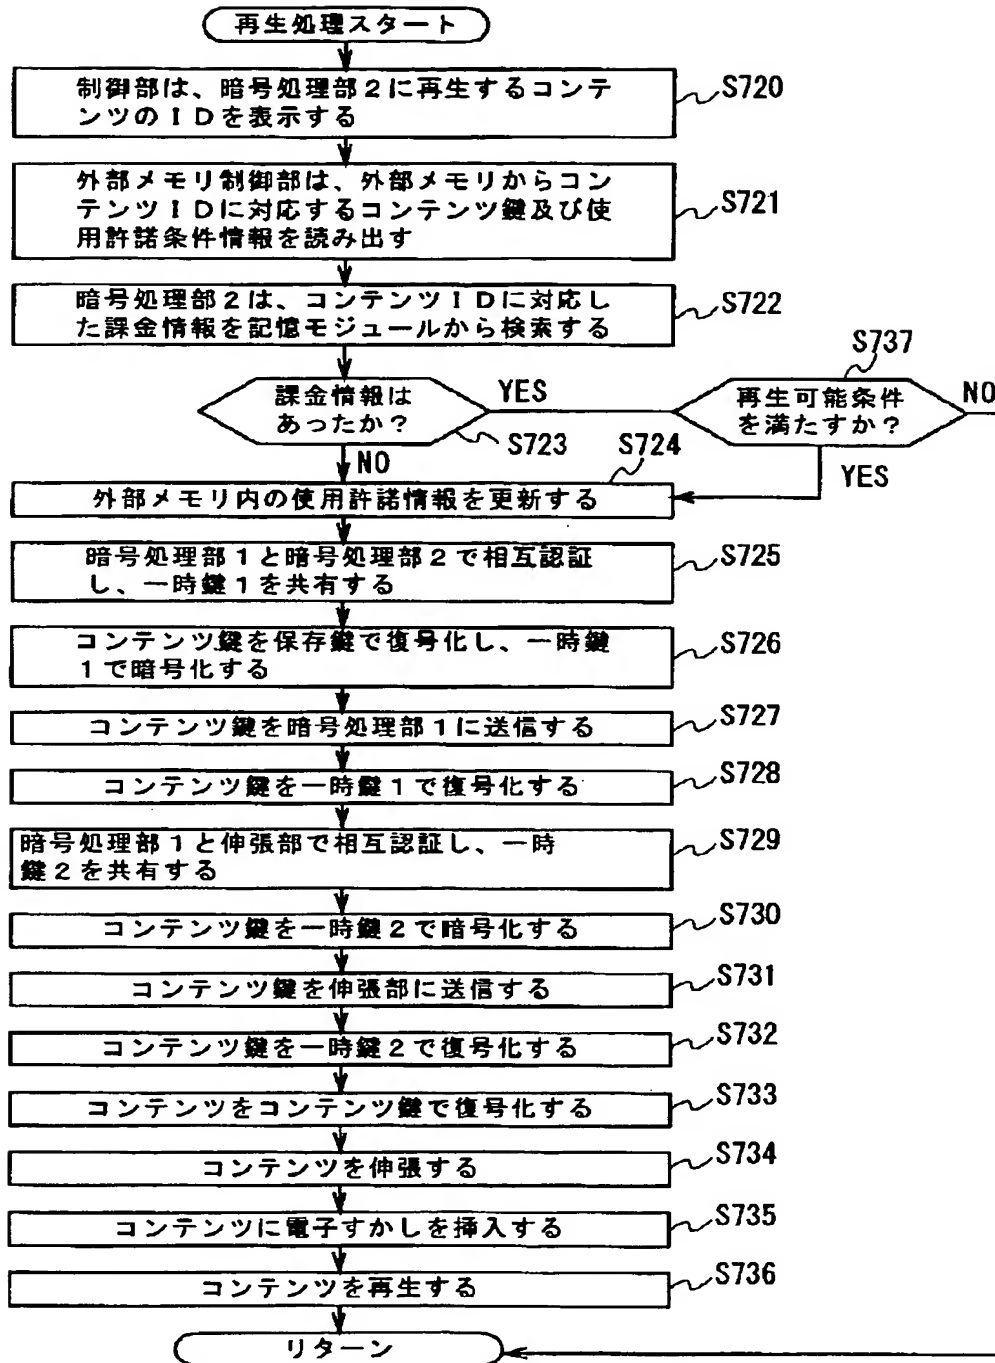 再生処理スタート
制御部は、暗号処理部2に再生するコンテ
ンツのIDを表示する
S720
外部メモリ制御部は、外部メモリからコン
テンツIDに対応するコンテンツ鍵及び使
用許諾条件情報を読み出す
S721
暗号処理部2は、コンテンツIDに対応し
た課金情報を記憶モジュールから検索する
S722
課金情報は
あったか?
S723
YES
NO
再生可能条件
を満たすか?
S737
NO
YES
外部メモリ内の使用許諾情報を更新する
S724
暗号処理部1と暗号処理部2で相互認証
し、一時鍵1を共有する
S725
コンテンツ鍵を保存鍵で復号化し、一時鍵
1で暗号化する
S726
コンテンツ鍵を暗号処理部1に送信する
S727
コンテンツ鍵を一時鍵1で復号化する
S728
暗号処理部1と伸張部で相互認証し、一時
鍵2を共有する
S729
コンテンツ鍵を一時鍵2で暗号化する
S730
コンテンツ鍵を伸張部に送信する
S731
コンテンツ鍵を一時鍵2で復号化する
S732
コンテンツをコンテンツ鍵で復号化する
S733
コンテンツを伸張する
S734
コンテンツに電子すかしを挿入する
S735
コンテンツを再生する
S736
リターン